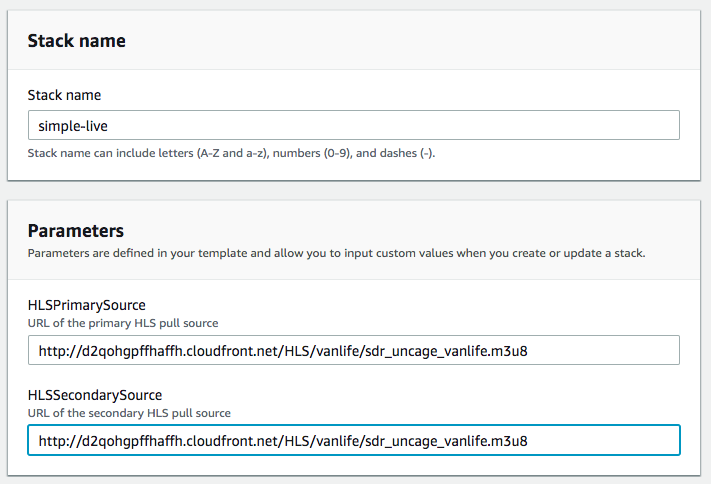 Stack name
Stack name
simple-live
Stack name can include letters (A-Z and a-z), numbers (0-9), and dashes (-).
Parameters
Parameters are defined in your template and allow you to input custom values when you create or update a stack.
HLSPrimarySource
URL of the primary HLS pull source
http://d2qohgpffhaffh.cloudfront.net/HLS/vanlife/sdr_uncage_vanlife.m3u8
HLSSecondarySource
URL of the secondary HLS pull source
http://d2qohgpffhaffh.cloudfront.net/HLS/vanlife/sdr_uncage_vanlife.m3u8